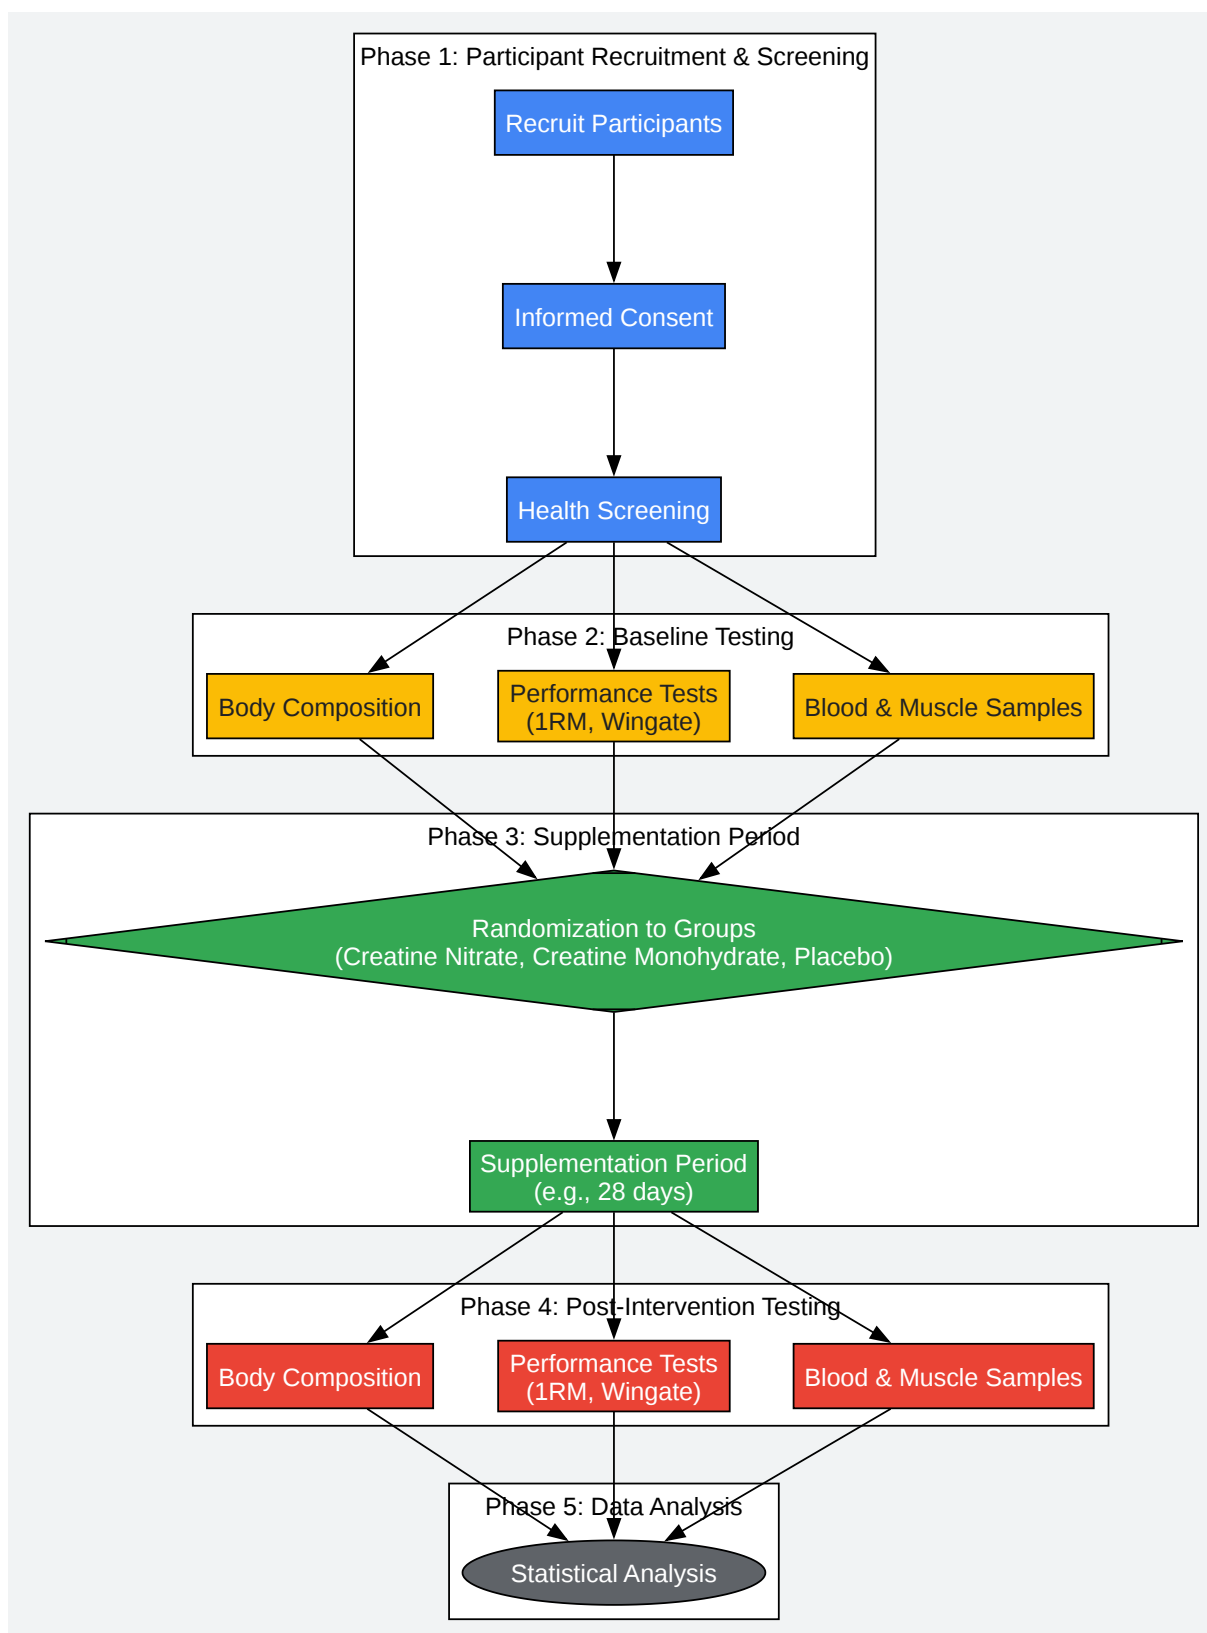 Phase 1: Participant Recruitment & Screening
Recruit Participants
Informed Consent
Health Screening
Phase 2: Baseline Testing
Body Composition
Performance Tests
(1RM, Wingate)
Blood & Muscle Samples
Phase 3: Supplementation Period
Randomization to Groups
(Creatine Nitrate, Creatine Monohydrate, Placebo)
Supplementation Period
(e.g., 28 days)
Phase 4: Post-Intervention Testing
Body Composition
Performance Tests
(1RM, Wingate)
Blood & Muscle Samples
Phase 5: Data Analysis
Statistical Analysis